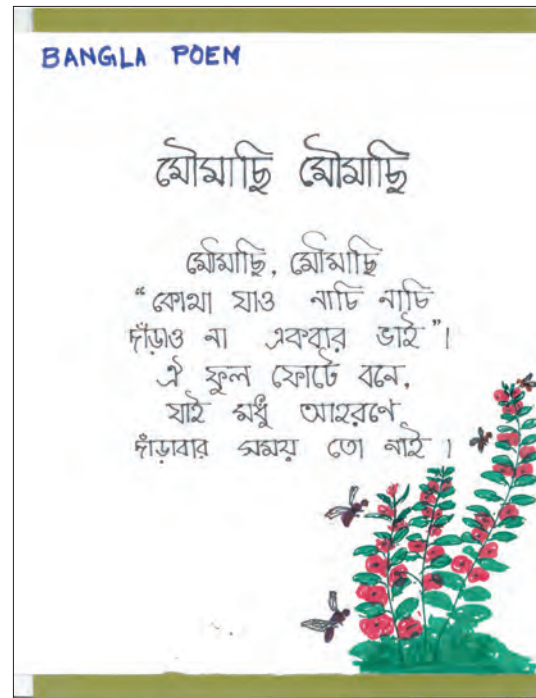 BANGLA POEM
মৌমাছি মৌমাছি
মৌমাছি, মৌমাছি
“কোথা যাও নাচি নাচি
দাঁড়াও না একবার ভাই”।
ঐ ফুল ফোটে বনে,
যাই মধু আহরণে
দাঁড়াবার সময় তো নাই।